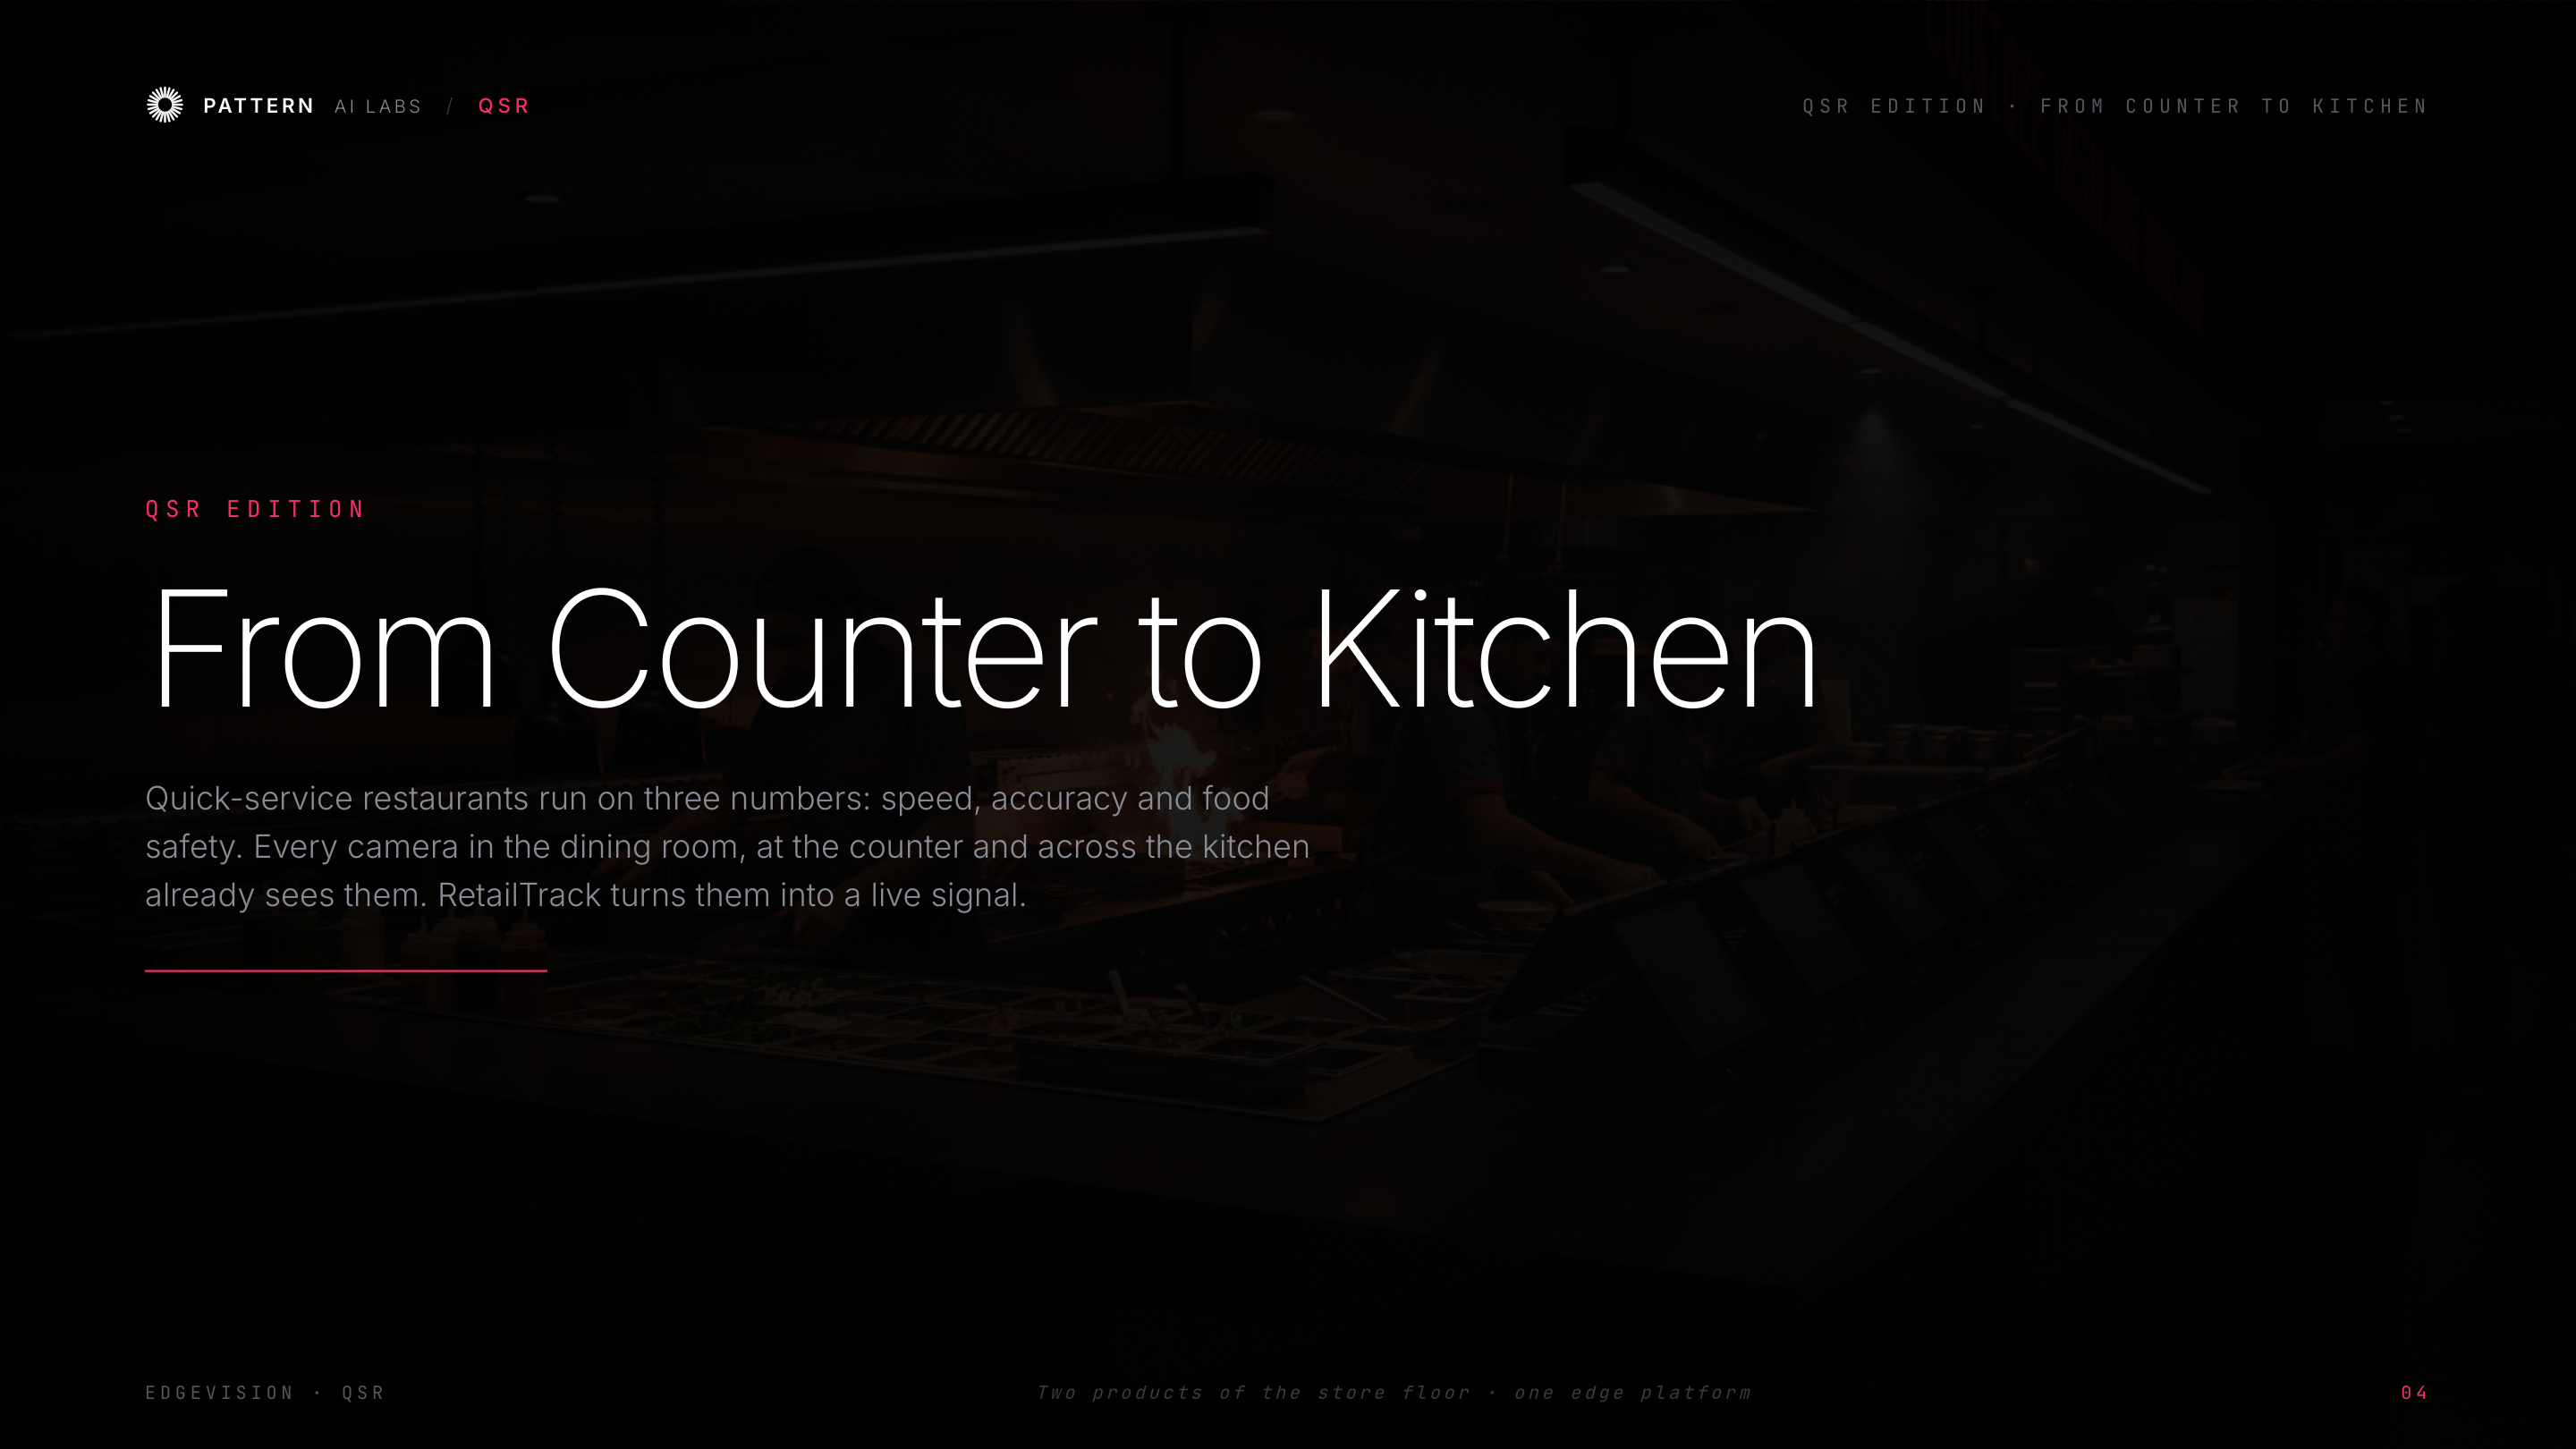 PATTERN AI LABS / QSR
QSR EDITION · FROM COUNTER TO KITCHEN
QSR EDITION
From Counter to Kitchen
Quick-service restaurants run on three numbers: speed, accuracy and food
safety. Every camera in the dining room, at the counter and across the kitchen
already sees them. RetailTrack turns them into a live signal.
EDGEVISION · QSR
Two products of the store floor · one edge platform
04